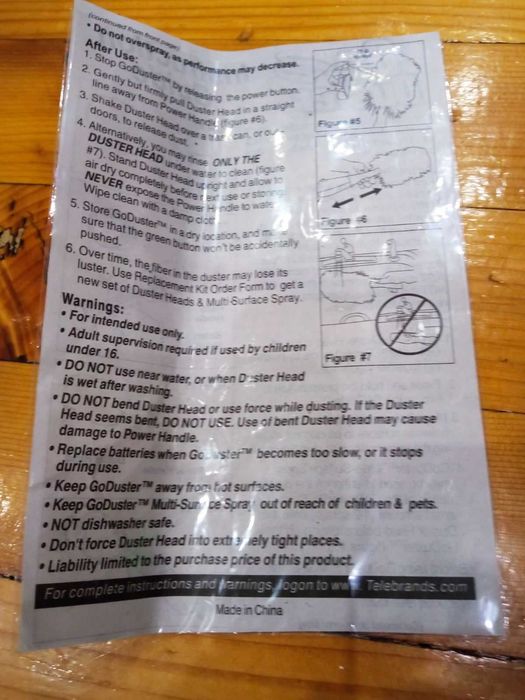 (continued from front page)
• Do not overspray, as performance may decrease.
After Use:
1. Stop GoDuster™ by releasing the power button.
2. Gently but firmly pull Duster Head in a straight
line away from Power Handle (figure #6).
3. Shake Duster Head over a trash can, or out-
doors, to release dust.
4. Alternatively, you may rinse ONLY THE
DUSTER HEAD under water to clean (figure
#7). Stand Duster Head upright and allow to
air dry completely before next use or storing.
NEVER expose the Power Handle to water.
Wipe clean with a damp cloth.
5. Store GoDuster™ in a dry location, and make
sure that the green button won't be accidentally
pushed.
6. Over time, the fiber in the duster may lose its
luster. Use Replacement Kit Order Form to get a
new set of Duster Heads & Multi-Surface Spray.
Warnings:
• For intended use only.
• Adult supervision required if used by children
under 16.
• DO NOT use near water, or when Duster Head
is wet after washing.
• DO NOT bend Duster Head or use force while dusting. If the Duster
Head seems bent, DO NOT USE. Use of bent Duster Head may cause
damage to Power Handle.
• Replace batteries when GoDuster™ becomes too slow, or it stops
during use.
• Keep GoDuster™ away from hot surfaces.
• Keep GoDuster™ Multi-Surface Spray out of reach of children & pets.
• NOT dishwasher safe.
• Don't force Duster Head into extremely tight places.
• Liability limited to the purchase price of this product.
For complete instructions and warnings, logon to www.Telebrands.com
Made in China
Figure #5
Figure #6
Figure #7